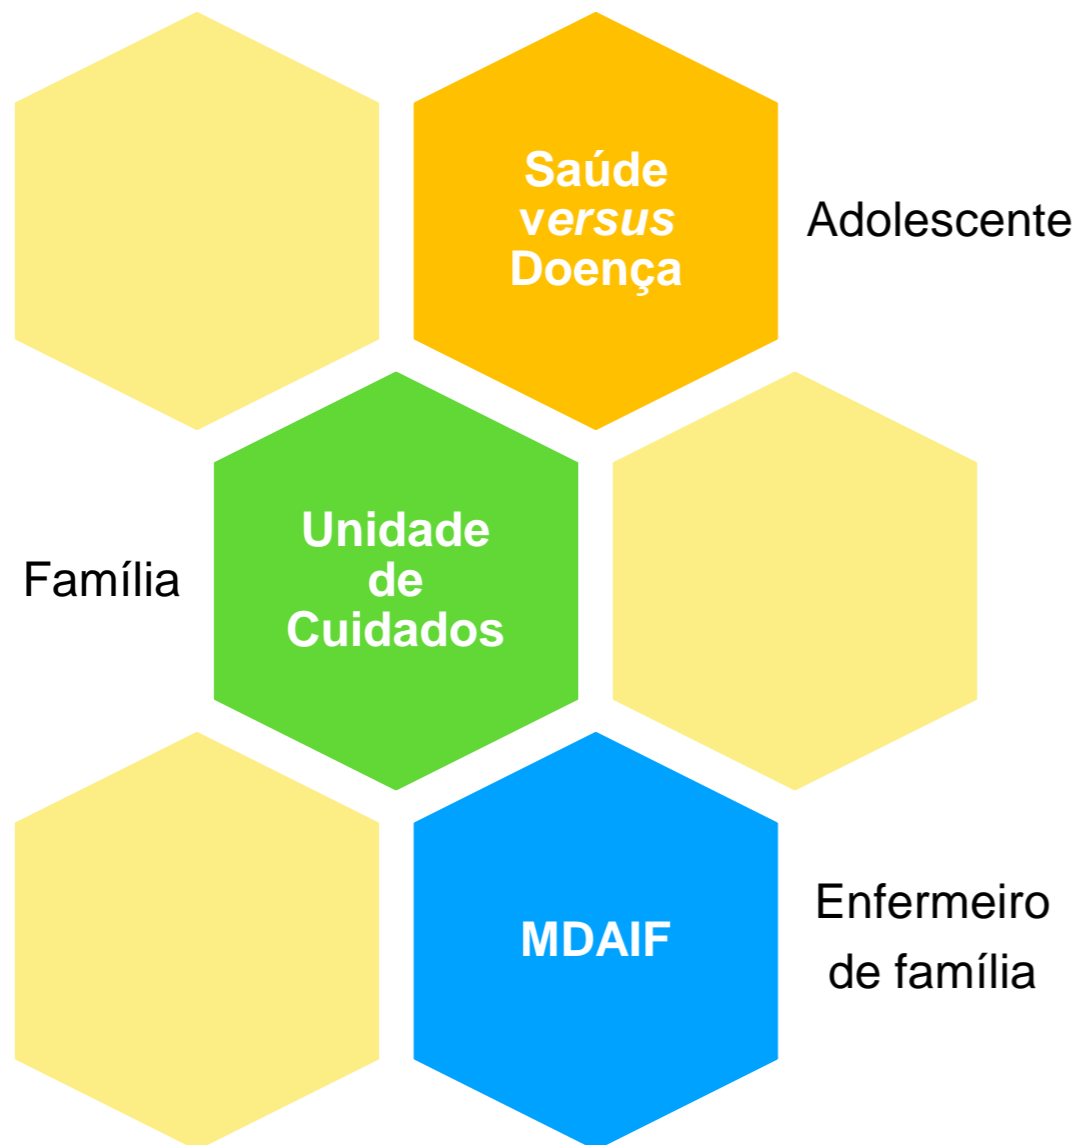 Saúde
versus
Doença
Adolescente
Família
Unidade
de
Cuidados
MDAIF
Enfermeiro
de família